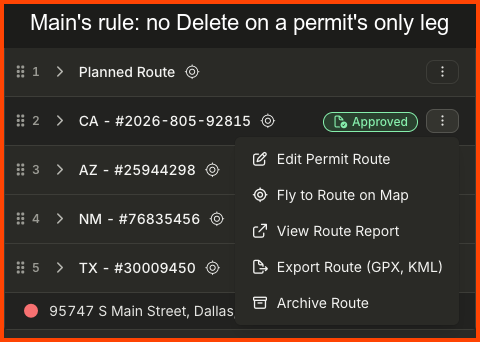 Main's rule: no Delete on a permit's only leg
1 Planned Route
2 CA - #2026-805-92815 Approved
Edit Permit Route
3 AZ - #25944298
Fly to Route on Map
4 NM - #76835456
View Route Report
5 TX - #30009450
Export Route (GPX, KML)
Archive Route
95747 S Main Street, Dallas,